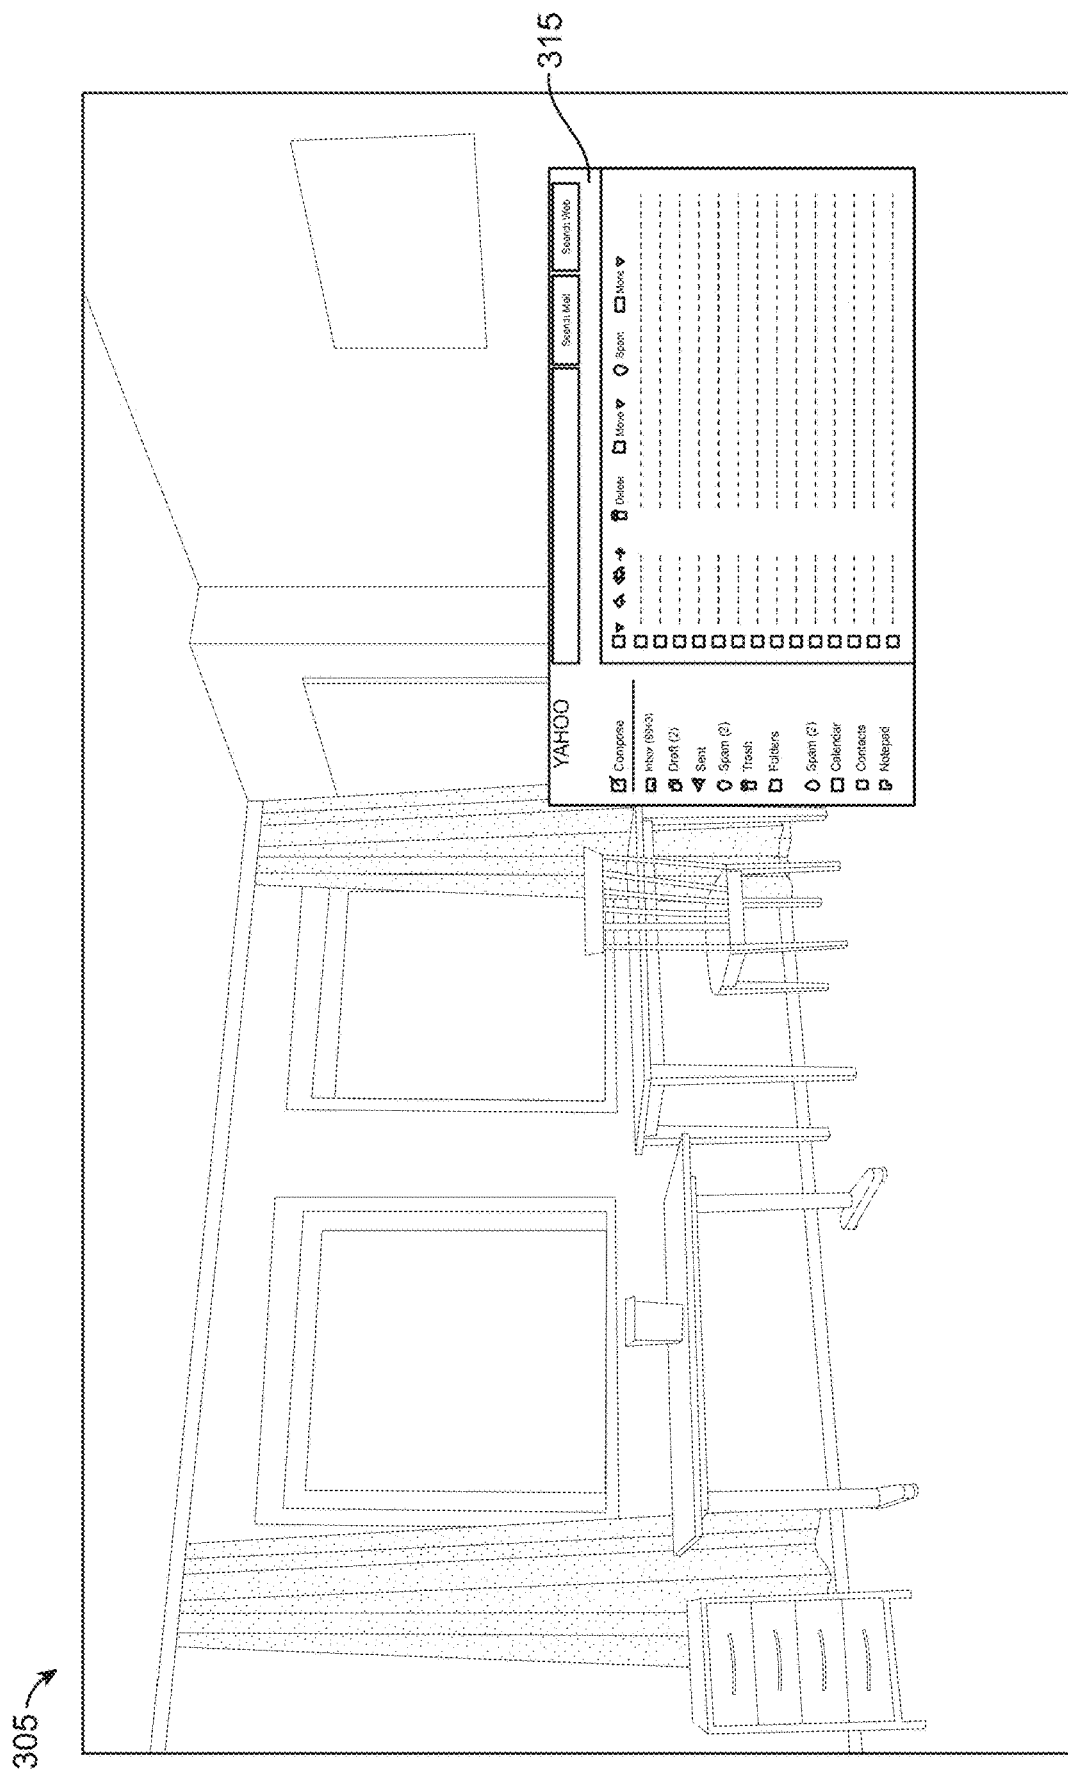 305
315
YAHOO
Search Mail
Search Web
Compose
Inbox (8943)
Draft (2)
Sent
Spam (2)
Trash
Folders
Spam (2)
Calendar
Contacts
Notepad
Delete
Move
Spam
More